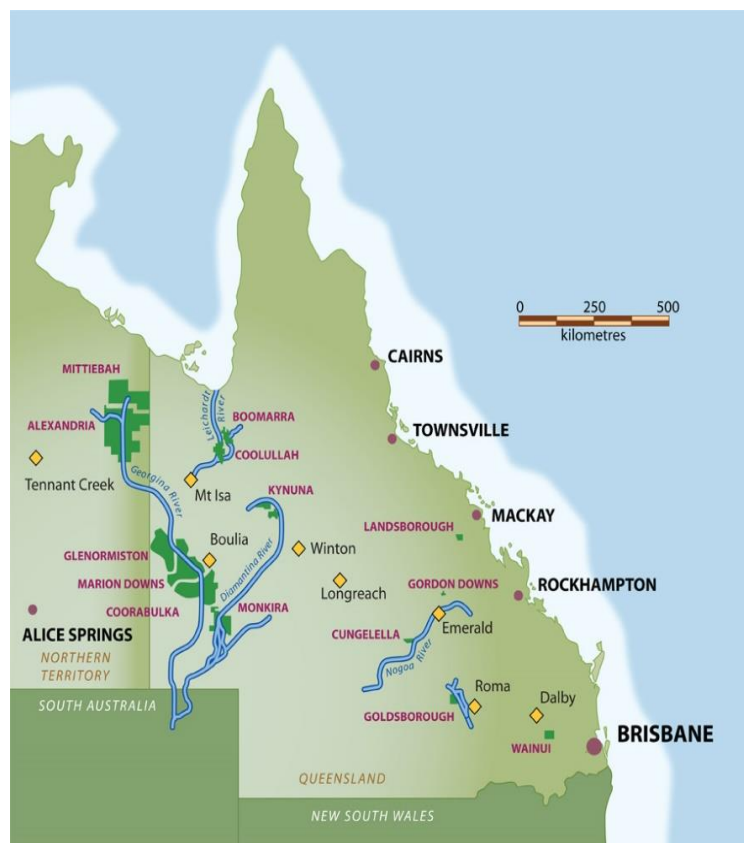 0 250 500
kilometres
CAIRNS
MITTIEBAH
ALEXANDRIA
Leichardt
River
BOOMARRA
COOLULLAH
TOWNSVILLE
Tennant Creek
Georgina River
Mt Isa
KYNUNA
MACKAY
LANDSBOROUGH
GLENORMISTON
Boulia
Diamantina River
Winton
MARION DOWNS
Longreach
GORDON DOWNS
ROCKHAMPTON
COORABULKA
MONKIRA
ALICE SPRINGS
CUNGELELLA
Emerald
Nogoa River
NORTHERN
TERRITORY
SOUTH AUSTRALIA
Roma
Dalby
GOLDSBOROUGH
BRISBANE
WAINUI
QUEENSLAND
NEW SOUTH WALES